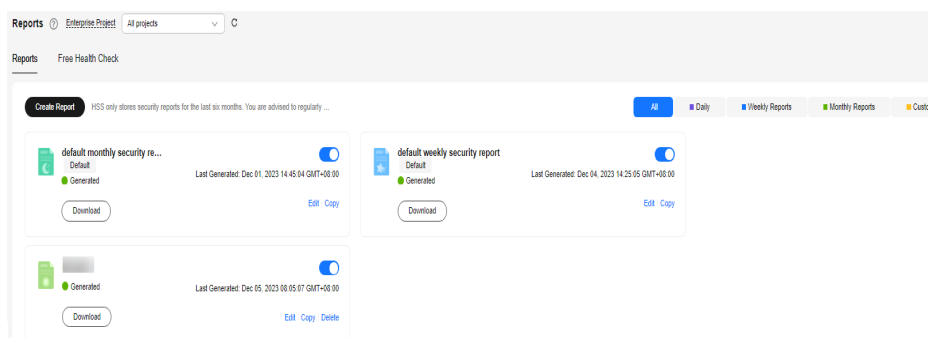 Reports ? Enterprise Project All projects
Reports Free Health Check
Create Report HSS only stores security reports for the last six months. You are advised to regularly ...
All Daily Weekly Reports Monthly Reports Custo
default monthly security re...
Default
Generated
Last Generated: Dec 01, 2023 14:45:04 GMT+08:00
Download
Edit Copy
default weekly security report
Default
Generated
Last Generated: Dec 04, 2023 14:25:05 GMT+08:00
Download
Edit Copy
Generated
Last Generated: Dec 05, 2023 08:05:07 GMT+08:00
Download
Edit Copy Delete